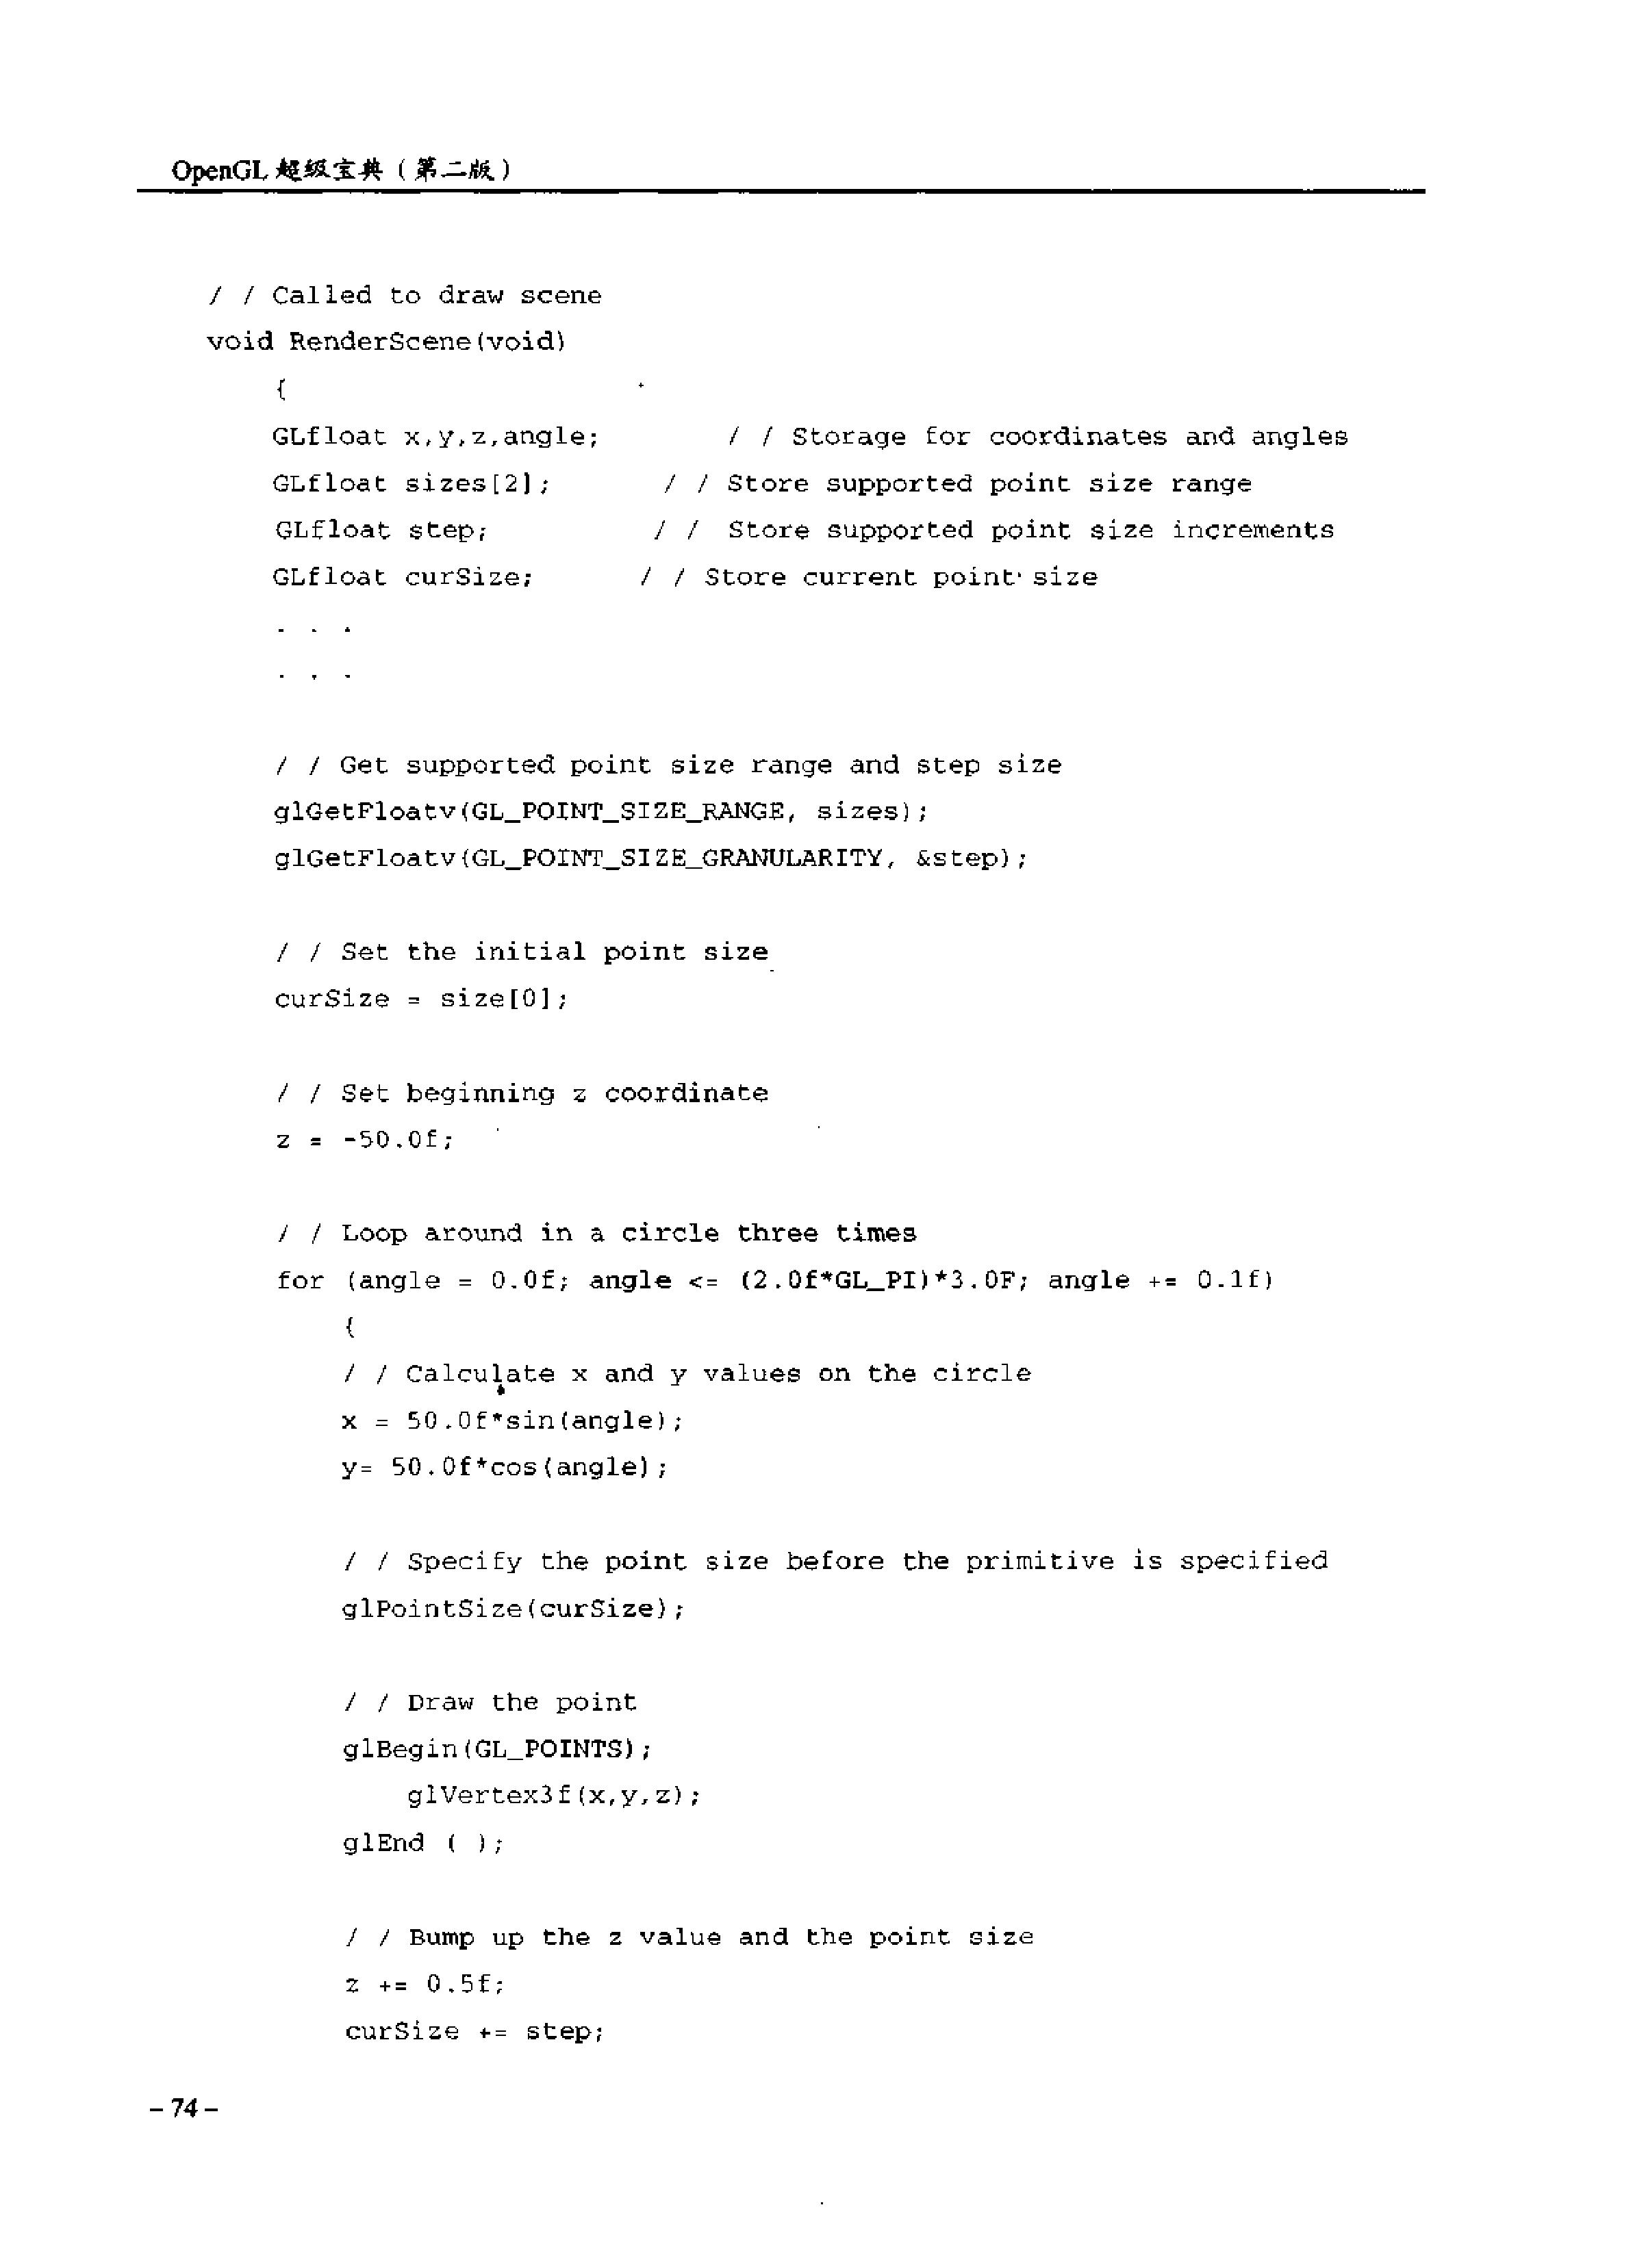 OpenGL 超级宝典（第二版）
/ / Called to draw scene
void RenderScene(void)
{
GLfloat x,y,z,angle; / / Storage for coordinates and angles
GLfloat sizes[2]; / / Store supported point size range
GLfloat step; / / Store supported point size increments
GLfloat curSize; / / Store current point size
. . .
. . .
/ / Get supported point size range and step size
glGetFloatv(GL_POINT_SIZE_RANGE, sizes);
glGetFloatv(GL_POINT_SIZE_GRANULARITY, &step);
/ / Set the initial point size
curSize = size[0];
/ / Set beginning z coordinate
z = -50.0f;
/ / Loop around in a circle three times
for (angle = 0.0f; angle <= (2.0f*GL_PI)*3.0F; angle += 0.1f)
{
/ / Calculate x and y values on the circle
x = 50.0f*sin(angle);
y= 50.0f*cos(angle);
/ / Specify the point size before the primitive is specified
glPointSize(curSize);
/ / Draw the point
glBegin(GL_POINTS);
glVertex3f(x,y,z);
glEnd ( );
/ / Bump up the z value and the point size
z += 0.5f;
curSize += step;
- 74 -